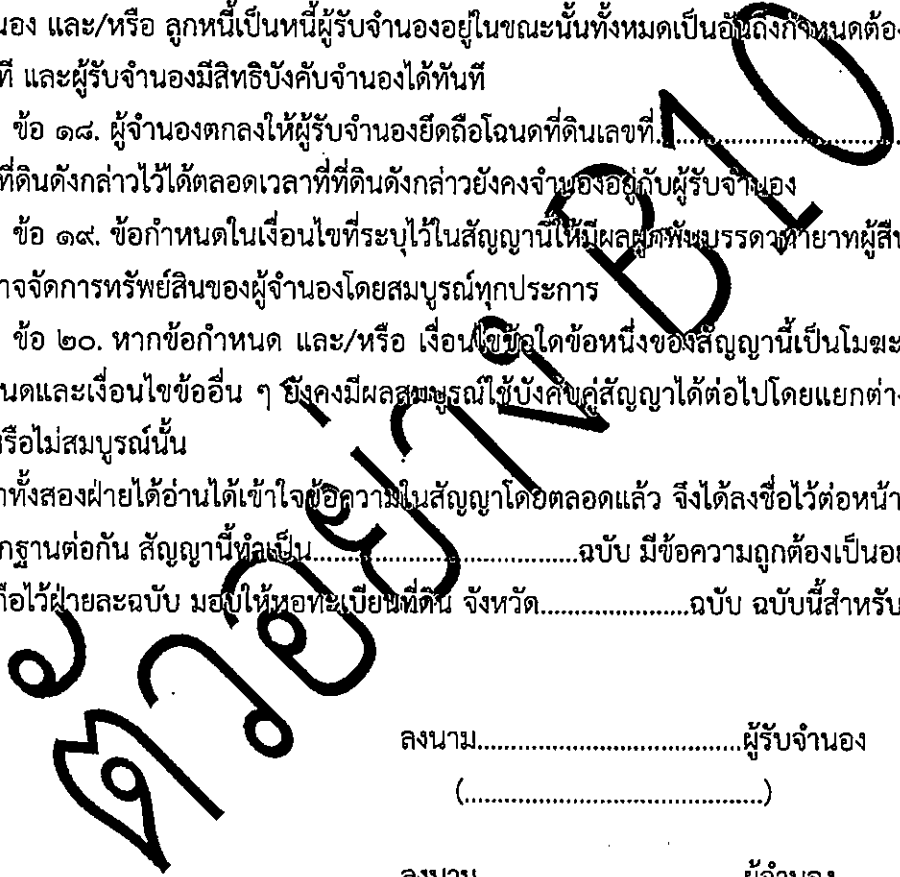 นอง และ/หรือ ลูกหนี้เป็นหนี้ผู้รับจำนองอยู่ในขณะนั้นทั้งหมดเป็นอันถึงกำหนดต้อง
ที และผู้รับจำนองมีสิทธิบังคับจำนองได้ทันที
ข้อ ๑๘. ผู้จำนองตกลงให้ผู้รับจำนองยึดถือโฉนดที่ดินเลขที่..............................
ที่ดินดังกล่าวไว้ได้ตลอดเวลาที่ที่ดินดังกล่าวยังคงจำนองอยู่กับผู้รับจำนอง
ข้อ ๑๙. ข้อกำหนดในเงื่อนไขที่ระบุไว้ในสัญญานี้ให้มีผลผูกพันบรรดาทายาทผู้สืบ
าจจัดการทรัพย์สินของผู้จำนองโดยสมบูรณ์ทุกประการ
ข้อ ๒๐. หากข้อกำหนด และ/หรือ เงื่อนไขข้อใดข้อหนึ่งของสัญญานี้เป็นโมฆะ
นดและเงื่อนไขข้ออื่น ๆ ยังคงมีผลสมบูรณ์ใช้บังคับคู่สัญญาได้ต่อไปโดยแยกต่าง
หรือไม่สมบูรณ์นั้น
าทั้งสองฝ่ายได้อ่านได้เข้าใจข้อความในสัญญาโดยตลอดแล้ว จึงได้ลงชื่อไว้ต่อหน้า
กฐานต่อกัน สัญญานี้ทำเป็น.....................................ฉบับ มีข้อความถูกต้องเป็นอย
ถือไว้ฝ่ายละฉบับ มอบให้หอทะเบียนที่ดิน จังหวัด.....................ฉบับ ฉบับนี้สำหรับ
ตัวอย่าง B10
ลงนาม.....................................ผู้รับจำนอง
(..........................................)
ลงนาม.....................................ผู้จำนอง